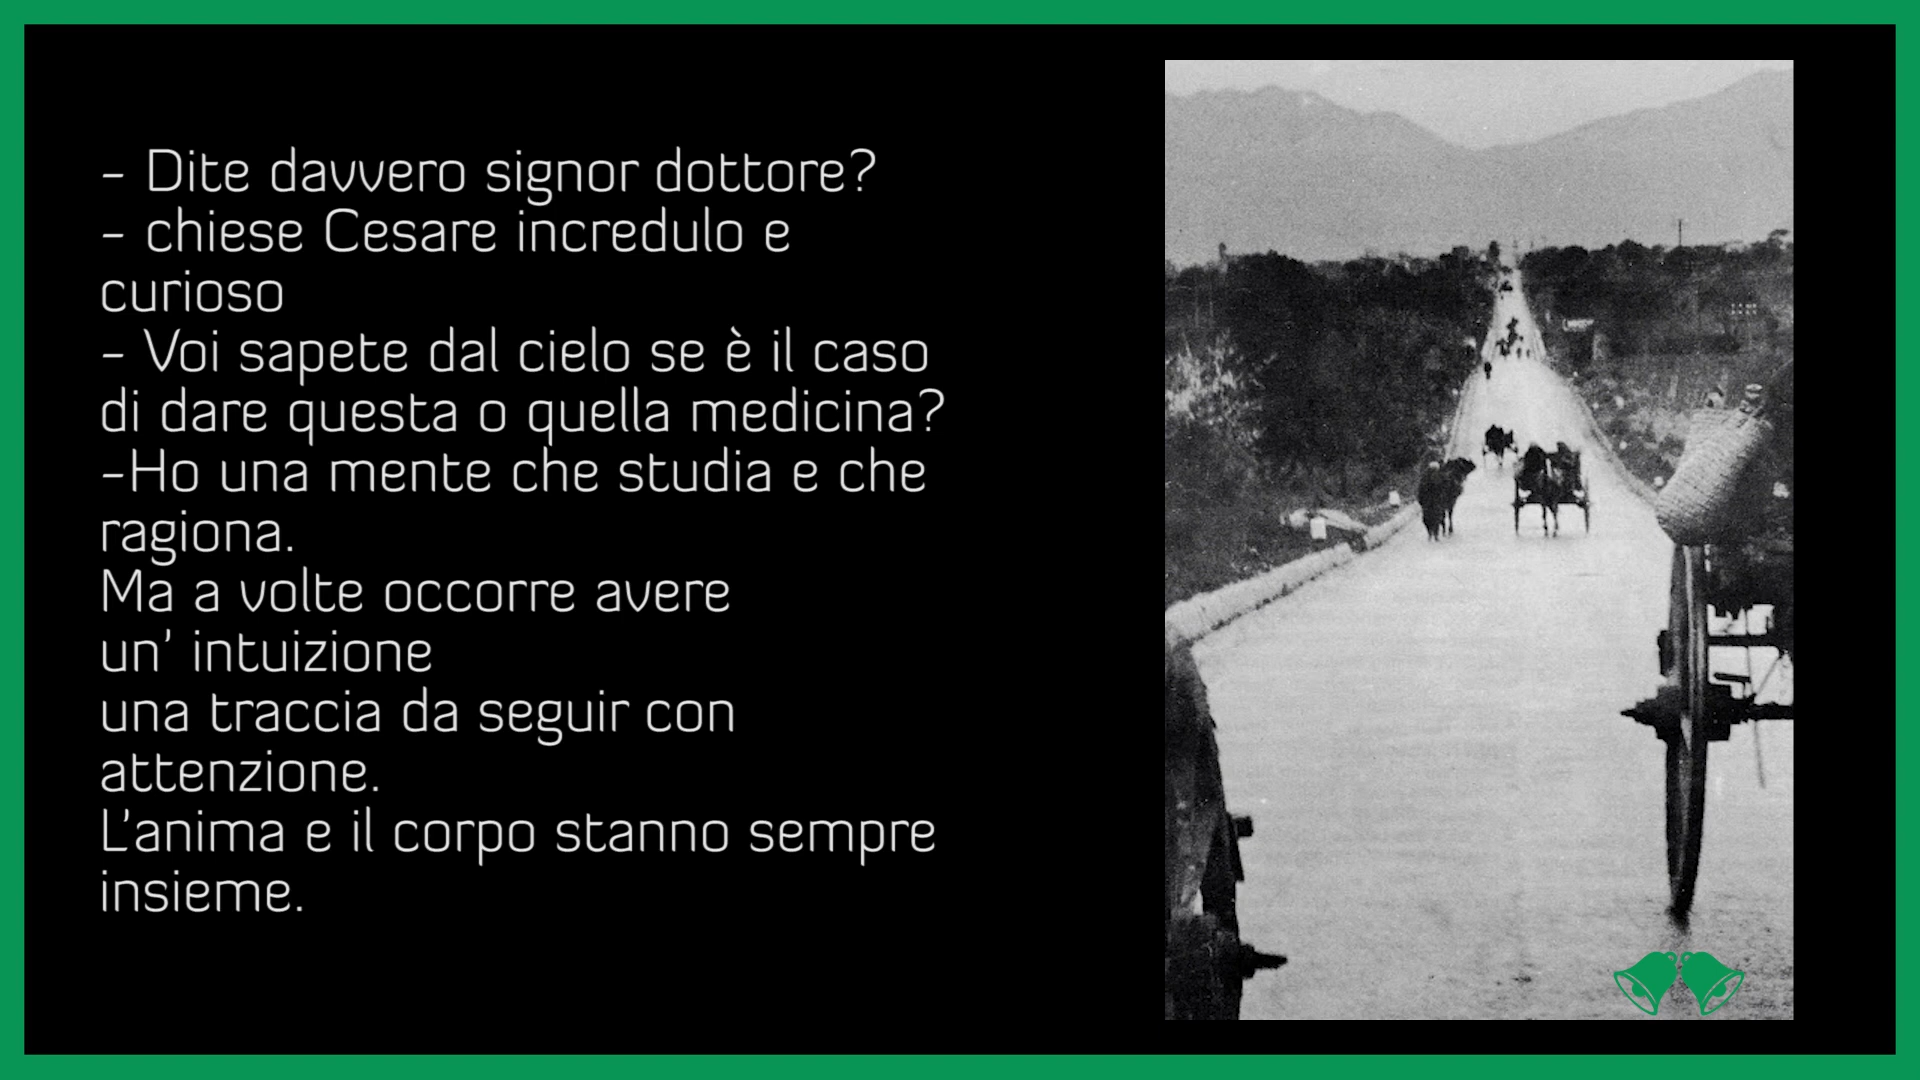 - Dite davvero signor dottore?
- chiese Cesare incredulo e
curioso
- Voi sapete dal cielo se è il caso
di dare questa o quella medicina?
-Ho una mente che studia e che
ragiona.
Ma a volte occorre avere
un' intuizione
una traccia da seguir con
attenzione.
L'anima e il corpo stanno sempre
insieme.